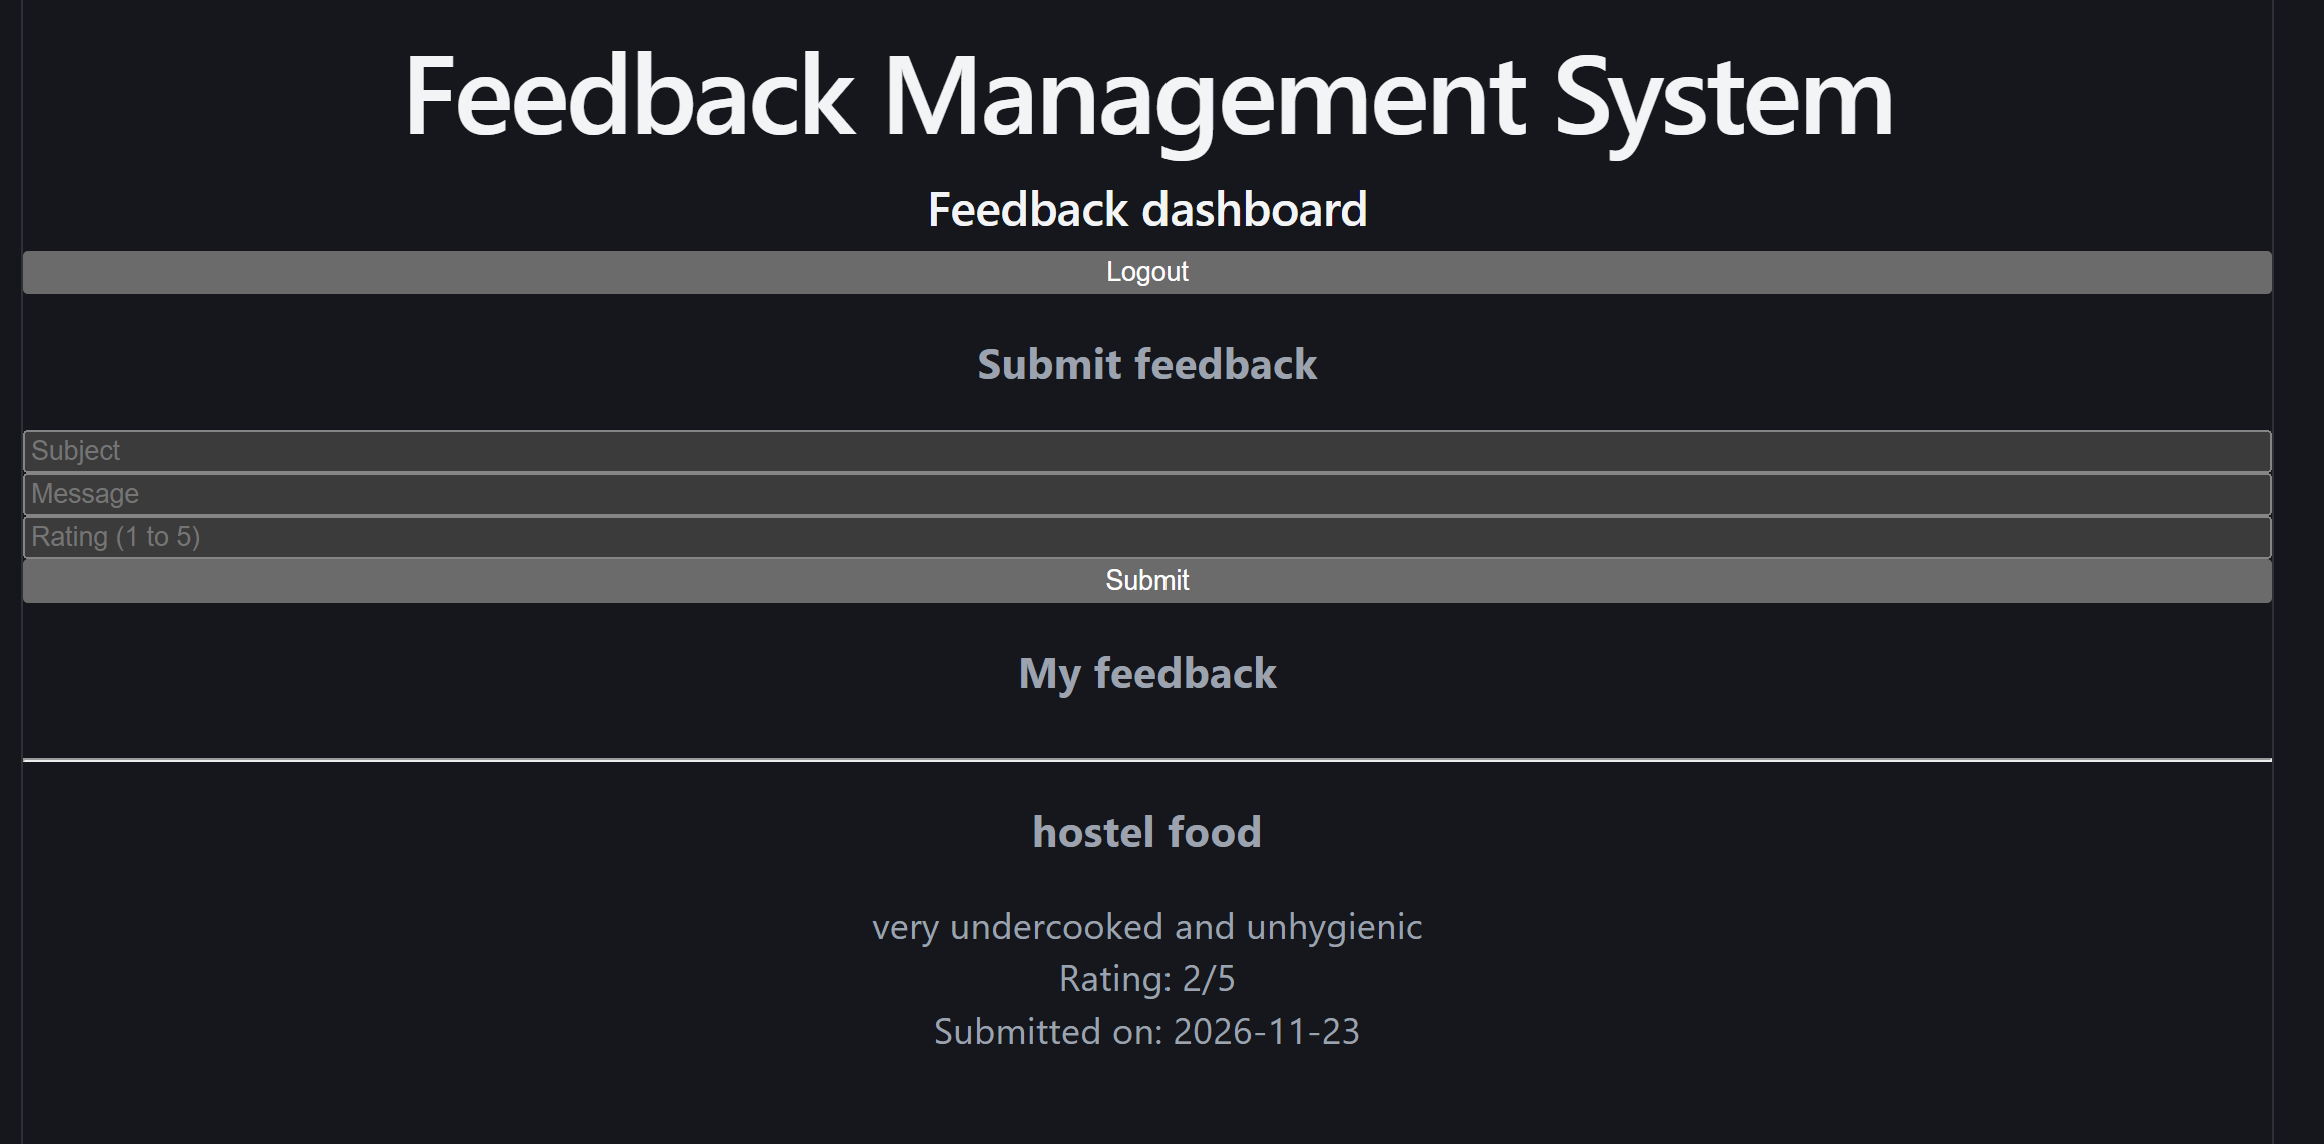 Feedback Management System
Feedback dashboard
Logout
Submit feedback
Subject
Message
Rating (1 to 5)
Submit
My feedback
hostel food
very undercooked and unhygienic
Rating: 2/5
Submitted on: 2026-11-23